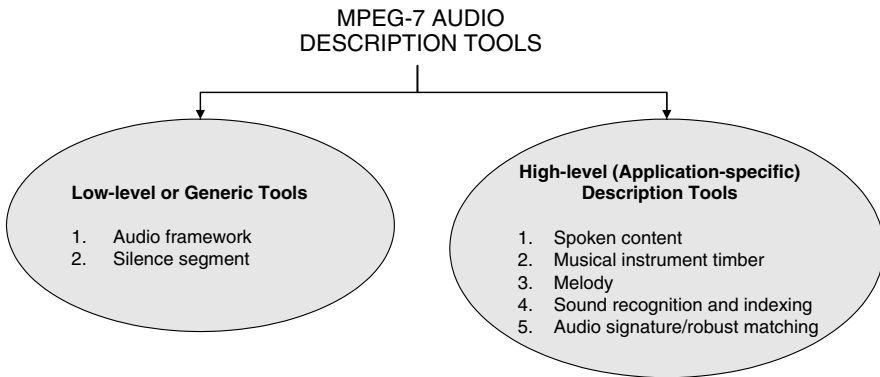 MPEG-7 AUDIO
DESCRIPTION TOOLS
Low-level or Generic Tools
1. Audio framework
2. Silence segment
High-level (Application-specific)
Description Tools
1. Spoken content
2. Musical instrument timber
3. Melody
4. Sound recognition and indexing
5. Audio signature/robust matching